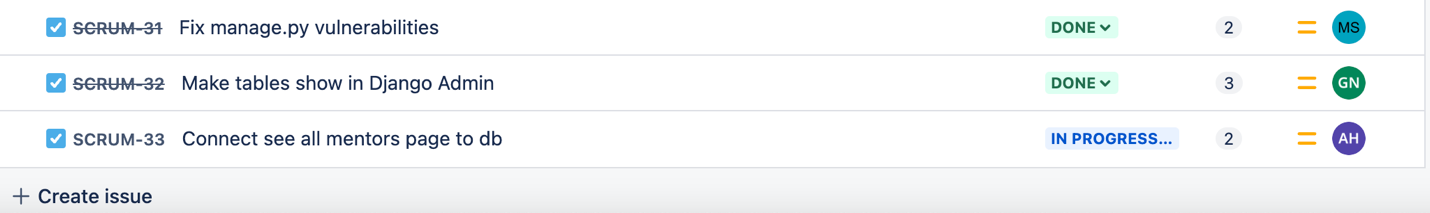 SCRUM-31 Fix manage.py vulnerabilities DONE 2 MS
SCRUM-32 Make tables show in Django Admin DONE 3 GN
SCRUM-33 Connect see all mentors page to db IN PROGRESS... 2 AH
+ Create issue